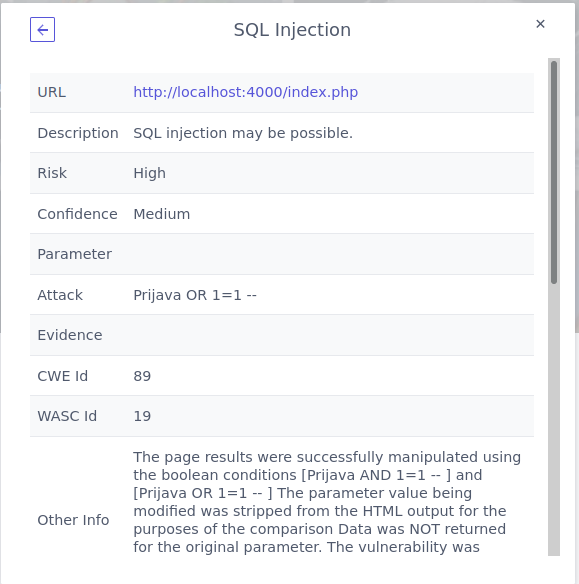 SQL Injection
URL http://localhost:4000/index.php
Description SQL injection may be possible.
Risk High
Confidence Medium
Parameter
Attack Prijava OR 1=1 --
Evidence
CWE Id 89
WASC Id 19
Other Info
The page results were successfully manipulated using
the boolean conditions [Prijava AND 1=1 -- ] and
[Prijava OR 1=1 -- ] The parameter value being
modified was stripped from the HTML output for the
purposes of the comparison Data was NOT returned
for the original parameter. The vulnerability was